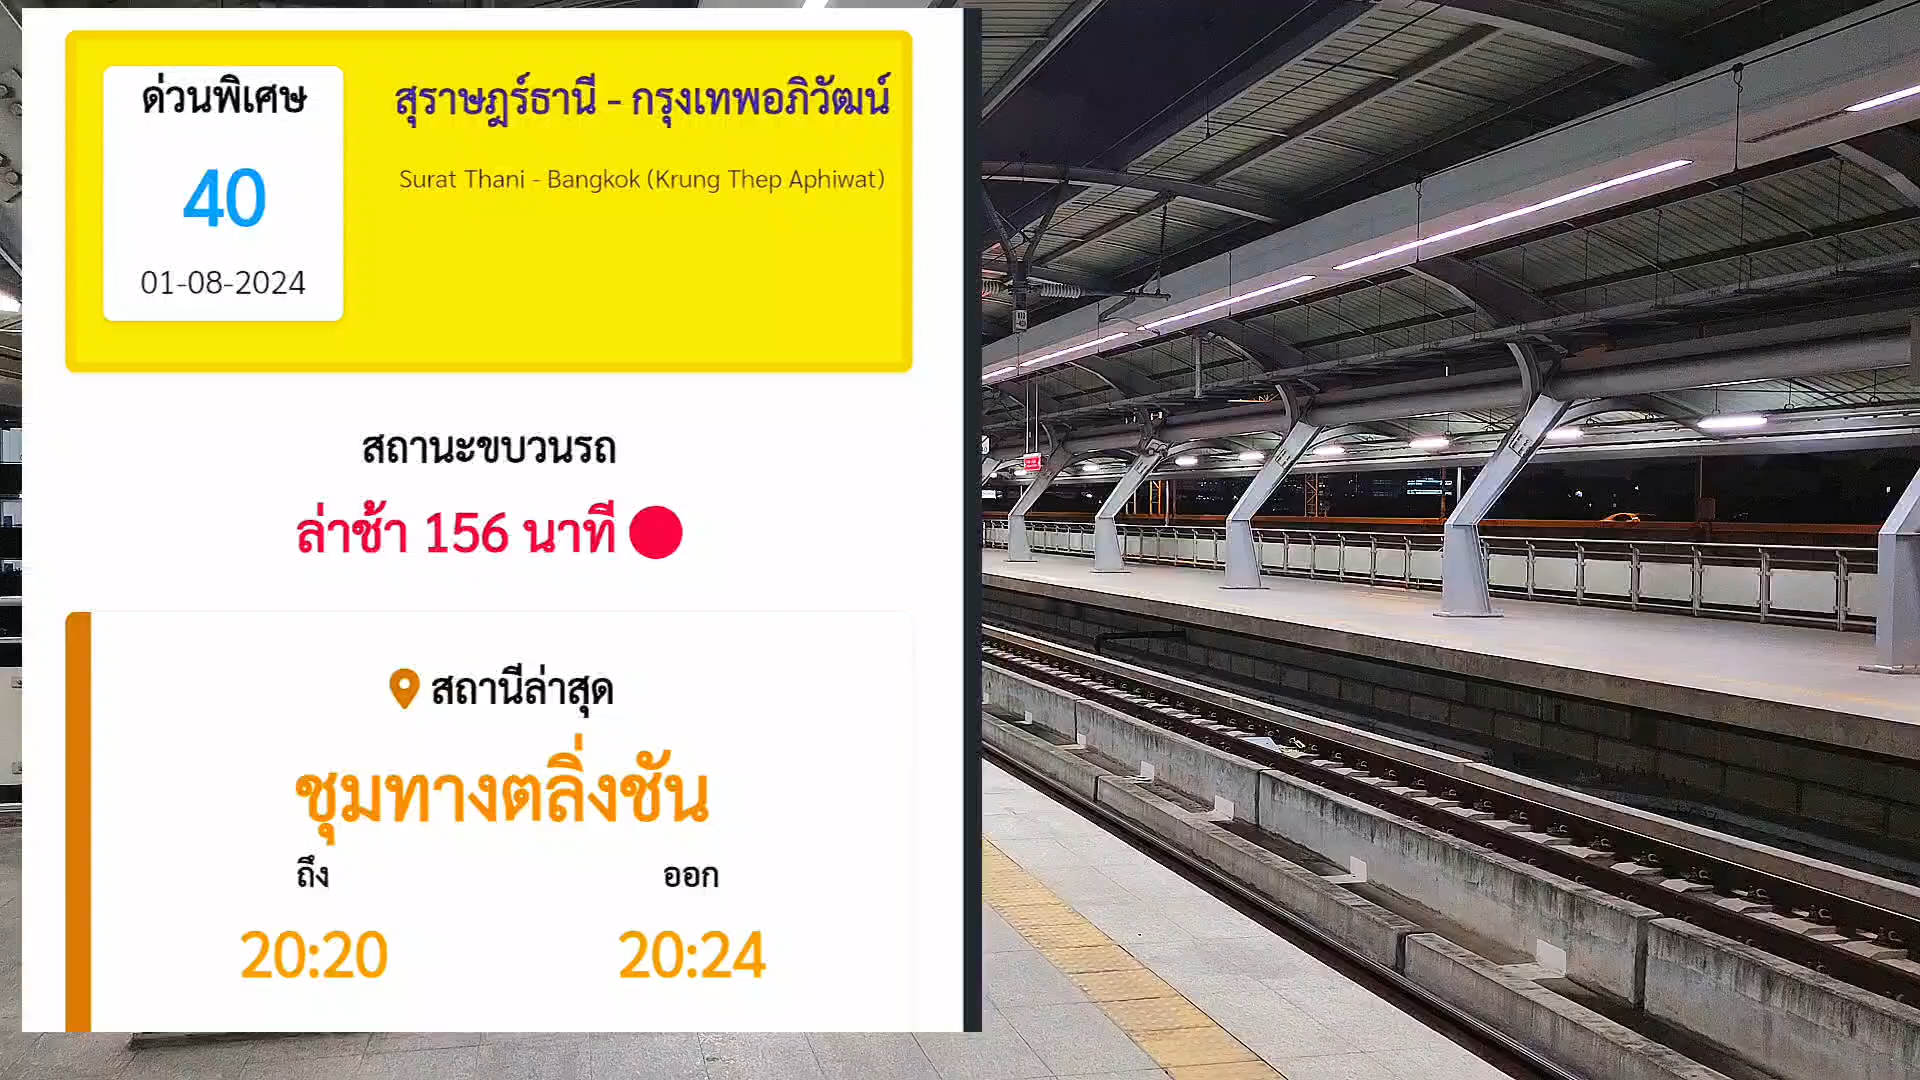 ด่วนพิเศษ
40
01-08-2024
สุราษฎร์ธานี - กรุงเทพอภิวัฒน์
Surat Thani - Bangkok (Krung Thep Aphiwat)
สถานะขบวนรถ
ล่าช้า 156 นาที
สถานีล่าสุด
ชุมทางตลิ่งชัน
ถึง
ออก
20:20
20:24